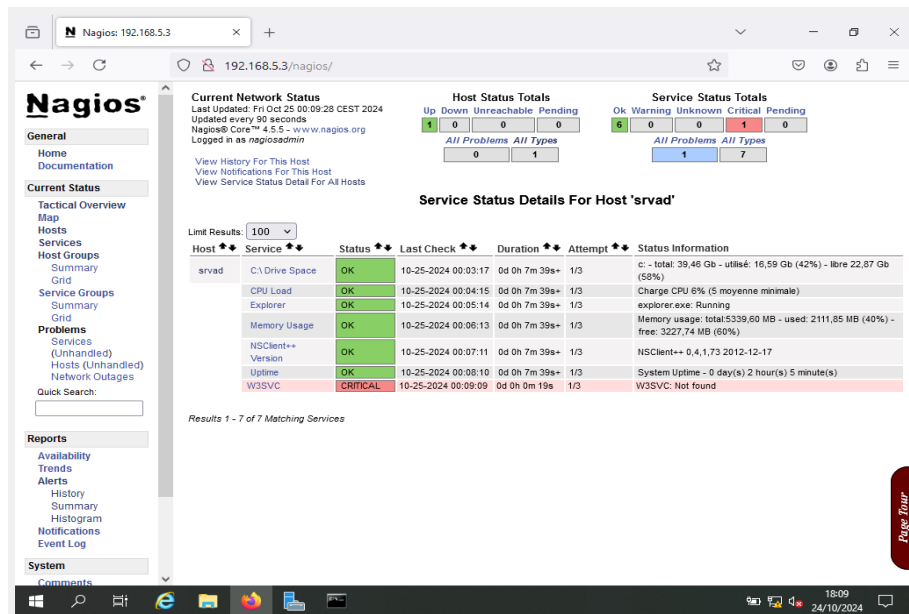 Nagios: 192.168.5.3
192.168.5.3/nagios/
Nagios®
General
Home
Documentation
Current Status
Tactical Overview
Map
Hosts
Services
Host Groups
Summary
Grid
Service Groups
Summary
Grid
Problems
Services
(Unhandled)
Hosts (Unhandled)
Network Outages
Quick Search:
Reports
Availability
Trends
Alerts
History
Summary
Histogram
Notifications
Event Log
System
Comments
Current Network Status
Last Updated: Fri Oct 25 00:09:28 CEST 2024
Updated every 90 seconds
Nagios® Core™ 4.5.5 - www.nagios.org
Logged in as nagiosadmin
View History For This Host
View Notifications For This Host
View Service Status Detail For All Hosts
Host Status Totals
Up Down Unreachable Pending
1 0 0 0
All Problems All Types
0 1
Service Status Totals
Ok Warning Unknown Critical Pending
6 0 0 1 0
All Problems All Types
1 7
Service Status Details For Host 'srvad'
Limit Results: 100
Host Service Status Last Check Duration Attempt Status Information
srvad C:\ Drive Space OK 10-25-2024 00:03:17 0d 0h 7m 39s+ 1/3 c: - total: 39,46 Gb - utilisé: 16,59 Gb (42%) - libre 22,87 Gb
(58%)
CPU Load OK 10-25-2024 00:04:15 0d 0h 7m 39s+ 1/3 Charge CPU 6% (5 moyenne minimale)
Explorer OK 10-25-2024 00:05:14 0d 0h 7m 39s+ 1/3 explorer.exe: Running
Memory Usage OK 10-25-2024 00:06:13 0d 0h 7m 39s+ 1/3 Memory usage: total:5339,60 MB - used: 2111,85 MB (40%) -
free: 3227,74 MB (60%)
NSClient++
Version OK 10-25-2024 00:07:11 0d 0h 7m 39s+ 1/3 NSClient++ 0,4,1,73 2012-12-17
Uptime OK 10-25-2024 00:08:10 0d 0h 7m 39s+ 1/3 System Uptime - 0 day(s) 2 hour(s) 5 minute(s)
W3SVC CRITICAL 10-25-2024 00:09:09 0d 0h 0m 19s 1/3 W3SVC: Not found
Results 1 - 7 of 7 Matching Services
Page Tour
18:09
24/10/2024